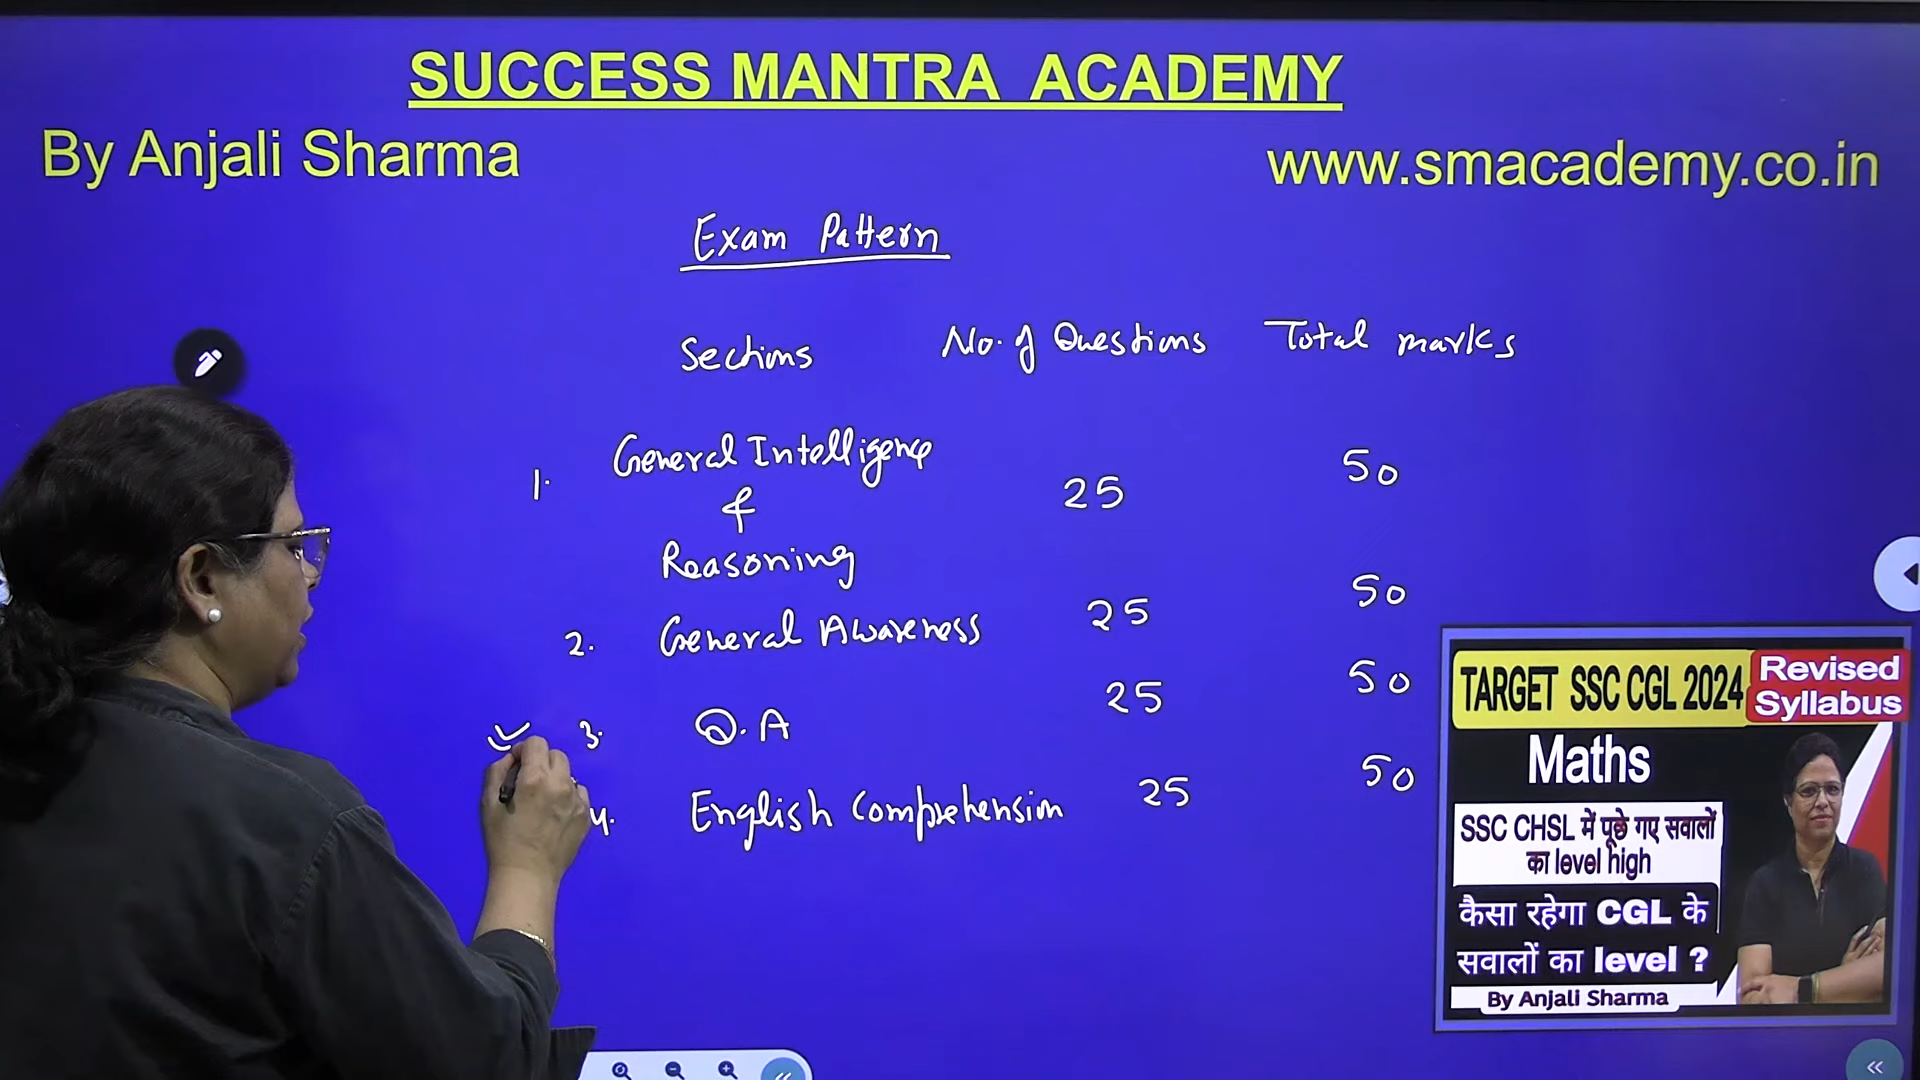 SUCCESS MANTRA ACADEMY
By Anjali Sharma
www.smacademy.co.in
Exam Pattern
Sections No. of Questions Total marks
1. General Intelligence & Reasoning 25 50
2. General Awareness 25 50
3. Q.A 25 50
4. English Comprehension 25 50
TARGET SSC CGL 2024
Revised Syllabus
Maths
SSC CHSL में पूछे गए सवालों
का level high
कैसा रहेगा CGL के
सवालों का level ?
By Anjali Sharma